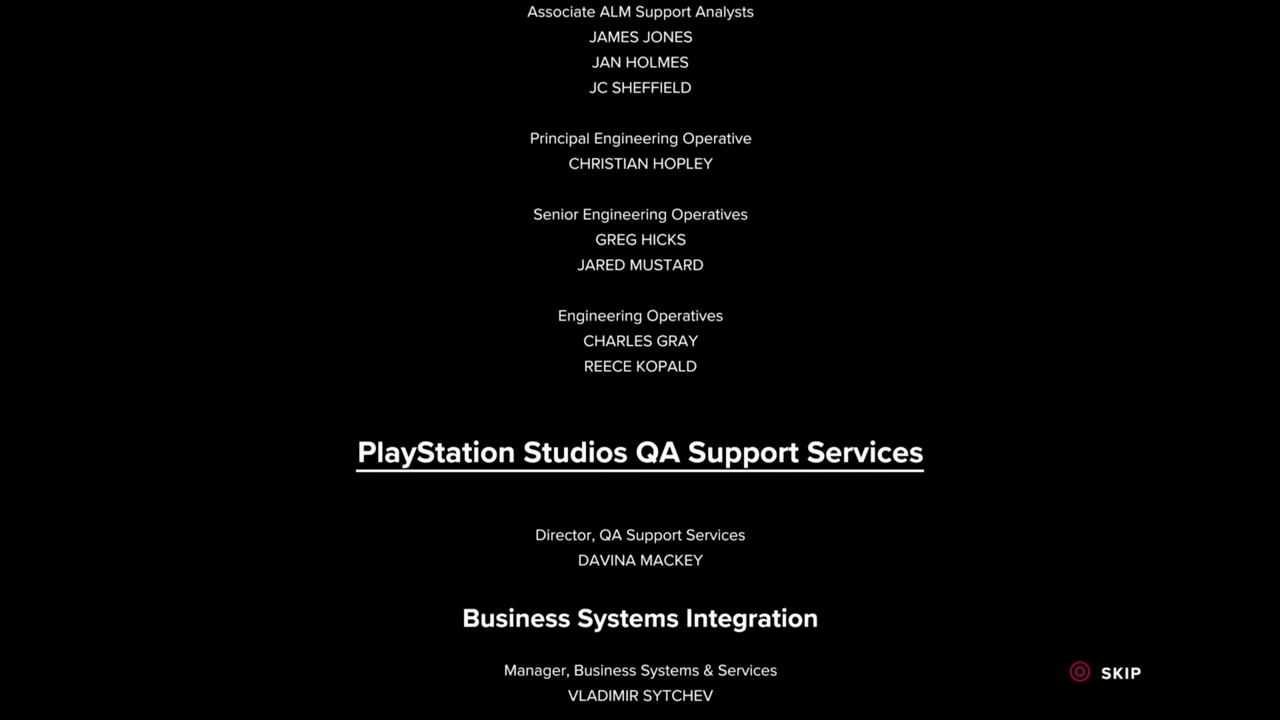 Associate ALM Support Analysts
JAMES JONES
JAN HOLMES
JC SHEFFIELD
Principal Engineering Operative
CHRISTIAN HOPLEY
Senior Engineering Operatives
GREG HICKS
JARED MUSTARD
Engineering Operatives
CHARLES GRAY
REECE KOPALD
PlayStation Studios QA Support Services
Director, QA Support Services
DAVINA MACKEY
Business Systems Integration
Manager, Business Systems & Services
VLADIMIR SYTCHEV
SKIP